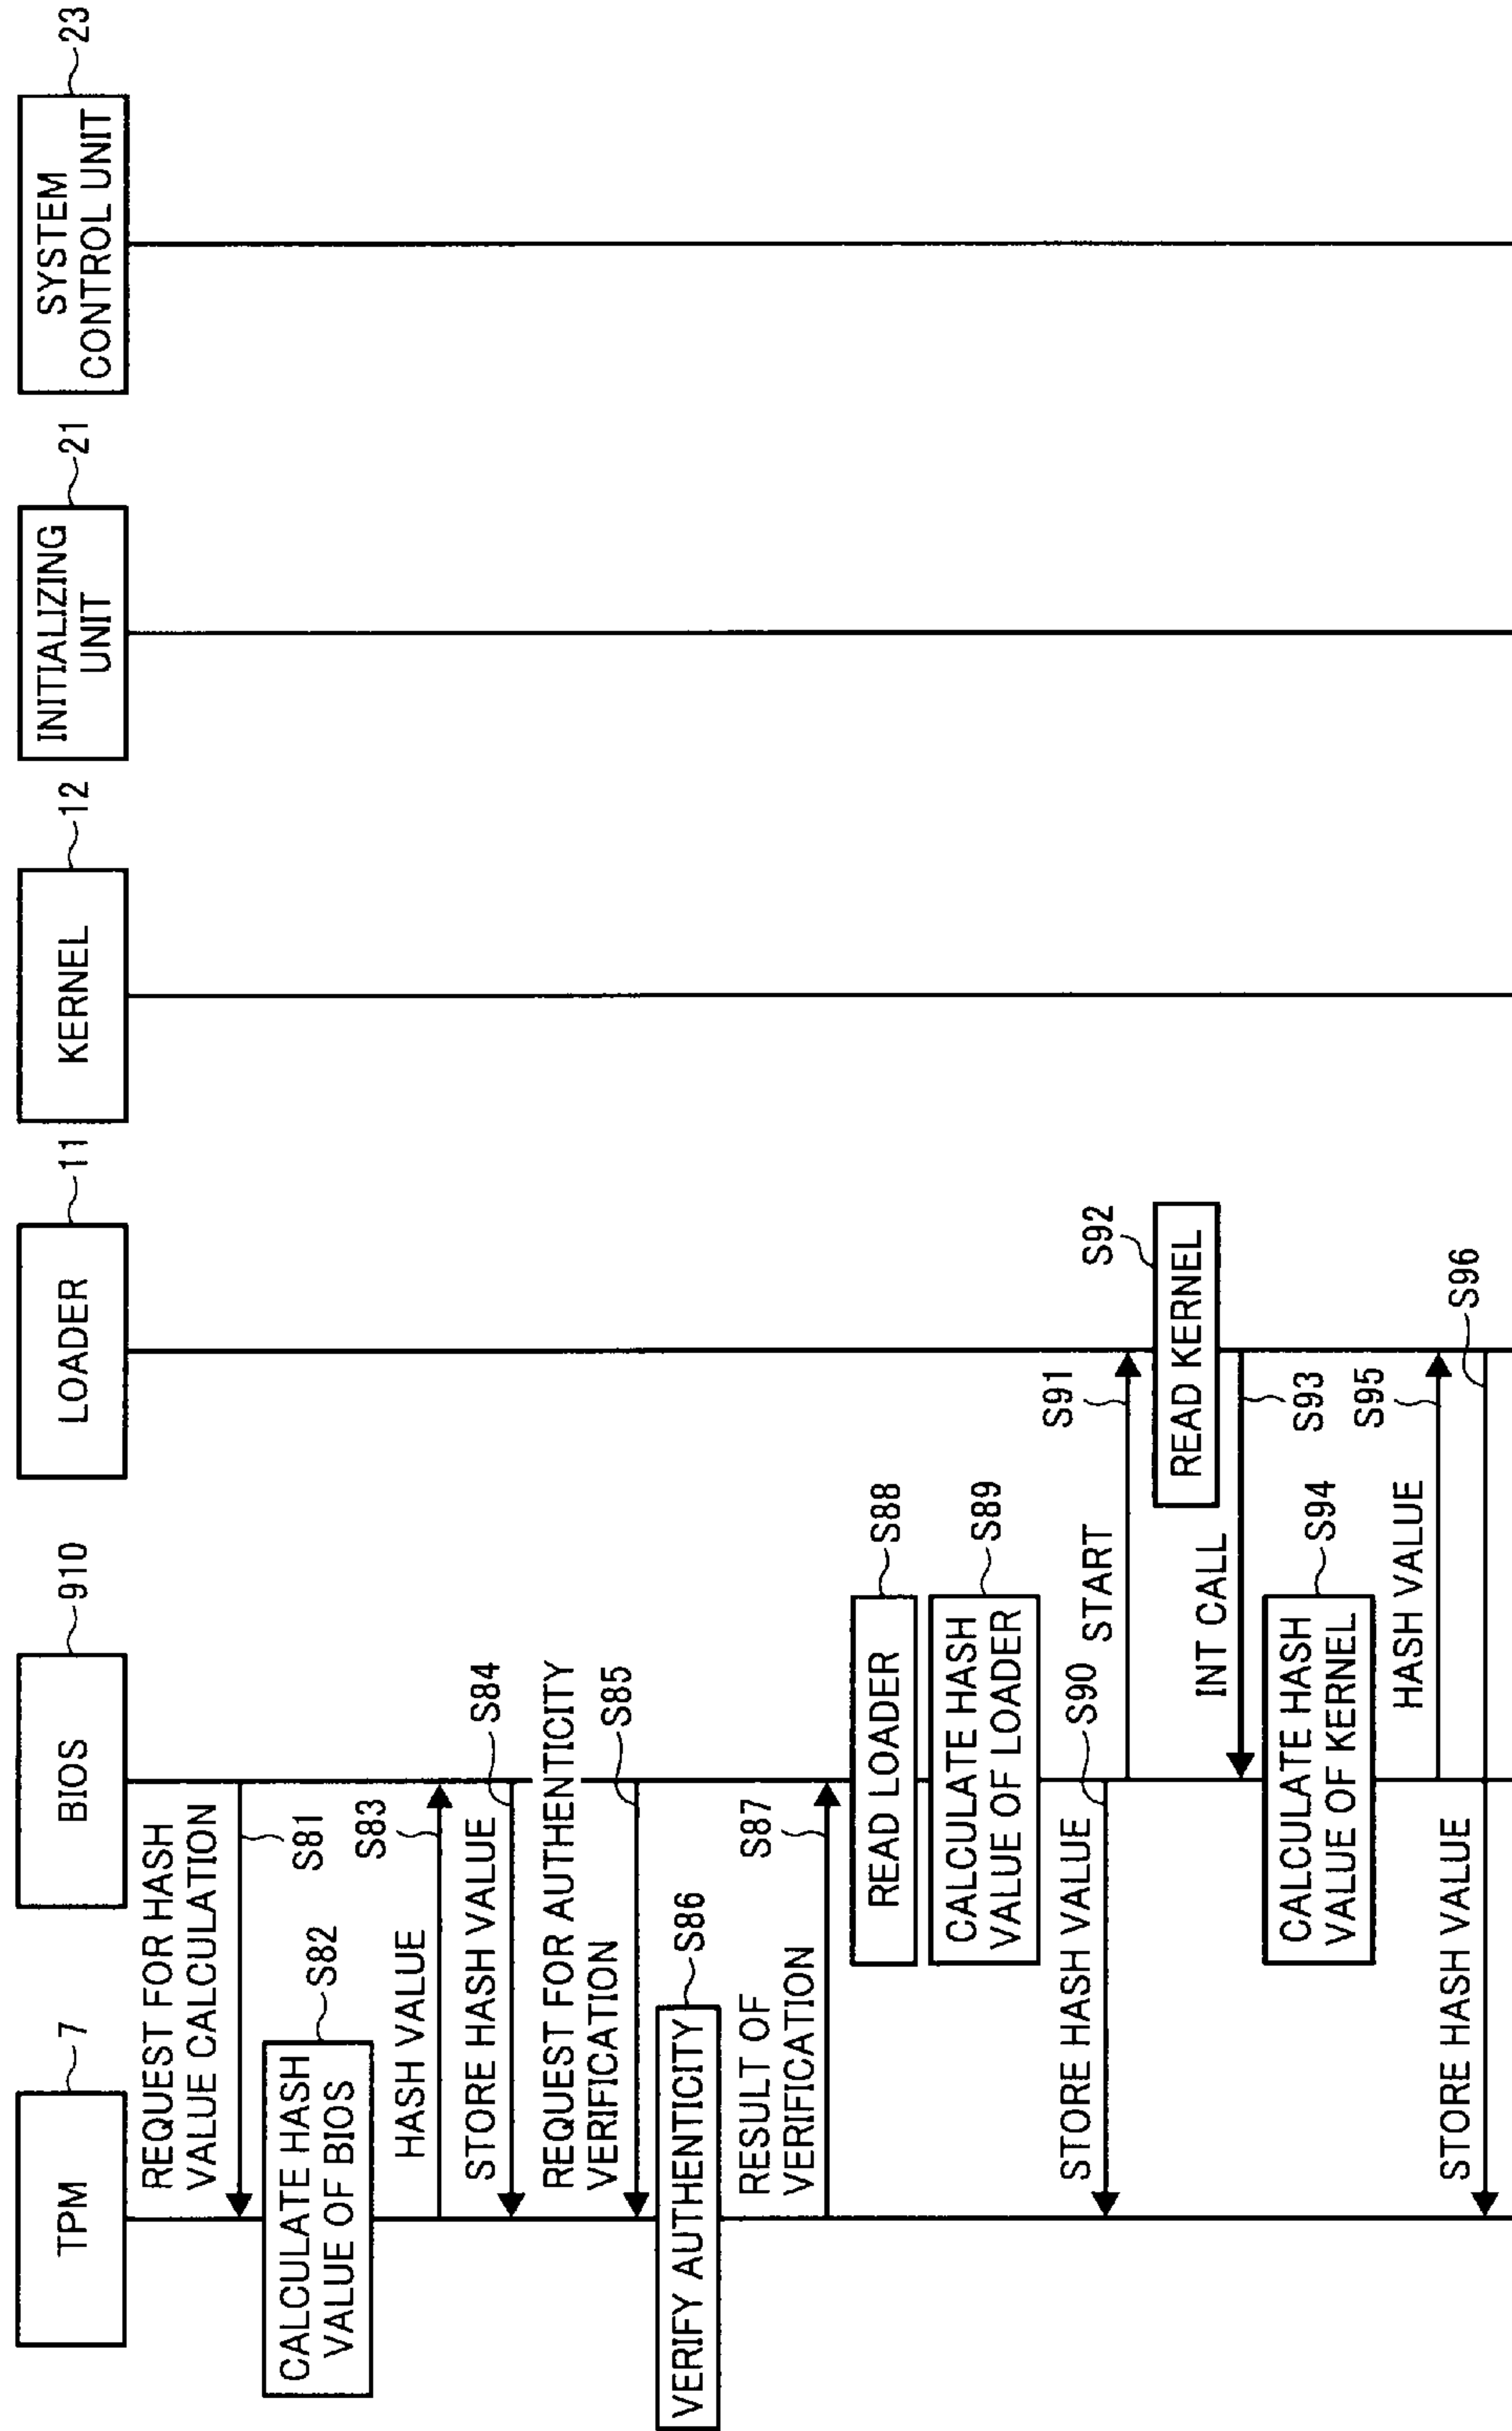 TPM
7
BIOS
910
LOADER
11
KERNEL
12
INITIALIZING
UNIT
21
SYSTEM
CONTROL UNIT
23
REQUEST FOR HASH
VALUE CALCULATION
S81
CALCULATE HASH
VALUE OF BIOS
S82
HASH VALUE
S83
STORE HASH VALUE
S84
REQUEST FOR AUTHENTICITY
VERIFICATION
S85
VERIFY AUTHENTICITY
S86
RESULT OF
VERIFICATION
S87
READ LOADER
S88
CALCULATE HASH
VALUE OF LOADER
S89
STORE HASH VALUE
S90
START
S91
READ KERNEL
S92
INT CALL
S93
CALCULATE HASH
VALUE OF KERNEL
S94
HASH VALUE
S95
STORE HASH VALUE
S96